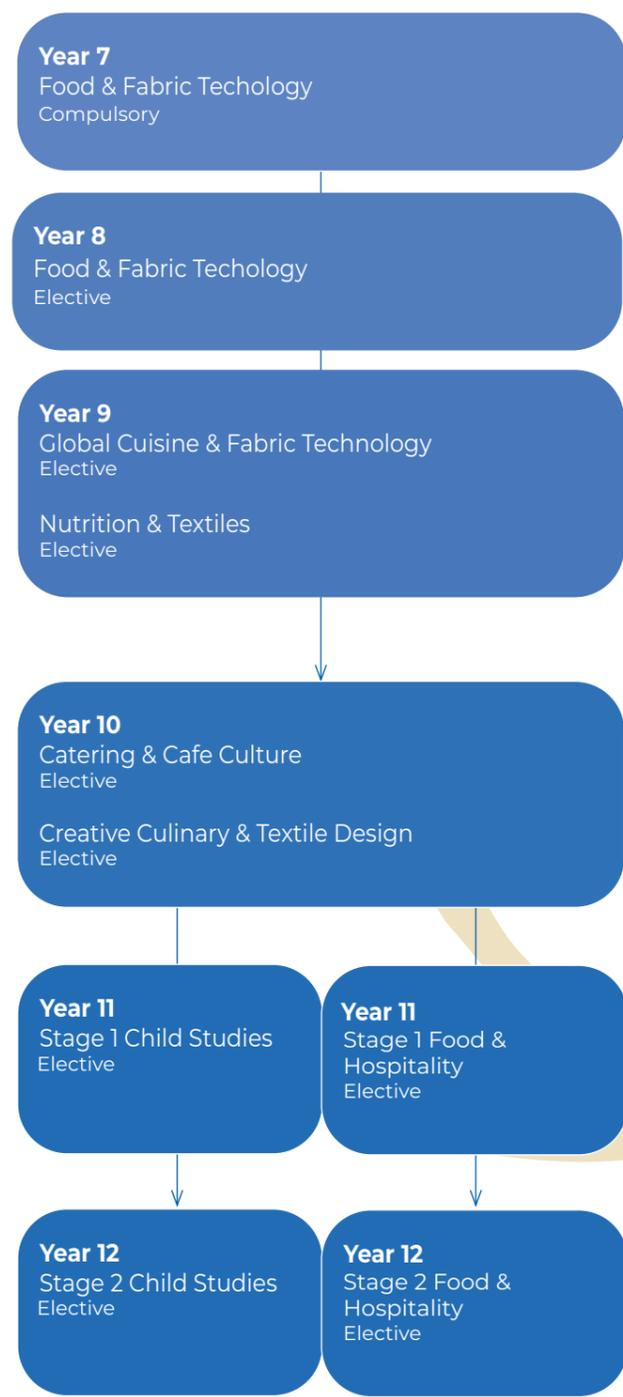 Year 7
Food & Fabric Techology
Compulsory
Year 8
Food & Fabric Techology
Elective
Year 9
Global Cuisine & Fabric Technology
Elective
Nutrition & Textiles
Elective
Year 10
Catering & Cafe Culture
Elective
Creative Culinary & Textile Design
Elective
Year 11
Stage 1 Child Studies
Elective
Year 11
Stage 1 Food &
Hospitality
Elective
Year 12
Stage 2 Child Studies
Elective
Year 12
Stage 2 Food &
Hospitality
Elective